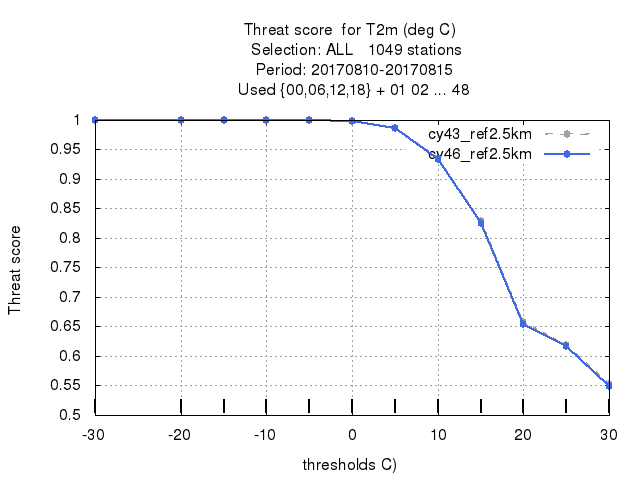 Threat score  for T2m (deg C)
Selection: ALL   1049 stations
Period: 20170810-20170815
Used {00,06,12,18} + 01 02 ... 48
cy43_ref2.5km
cy46_ref2.5km
1
0.95
0.9
0.85
0.8
0.75
0.7
0.65
0.6
0.55
0.5
Threat score
-30 -20 -10 0 10 20 30
thresholds C)